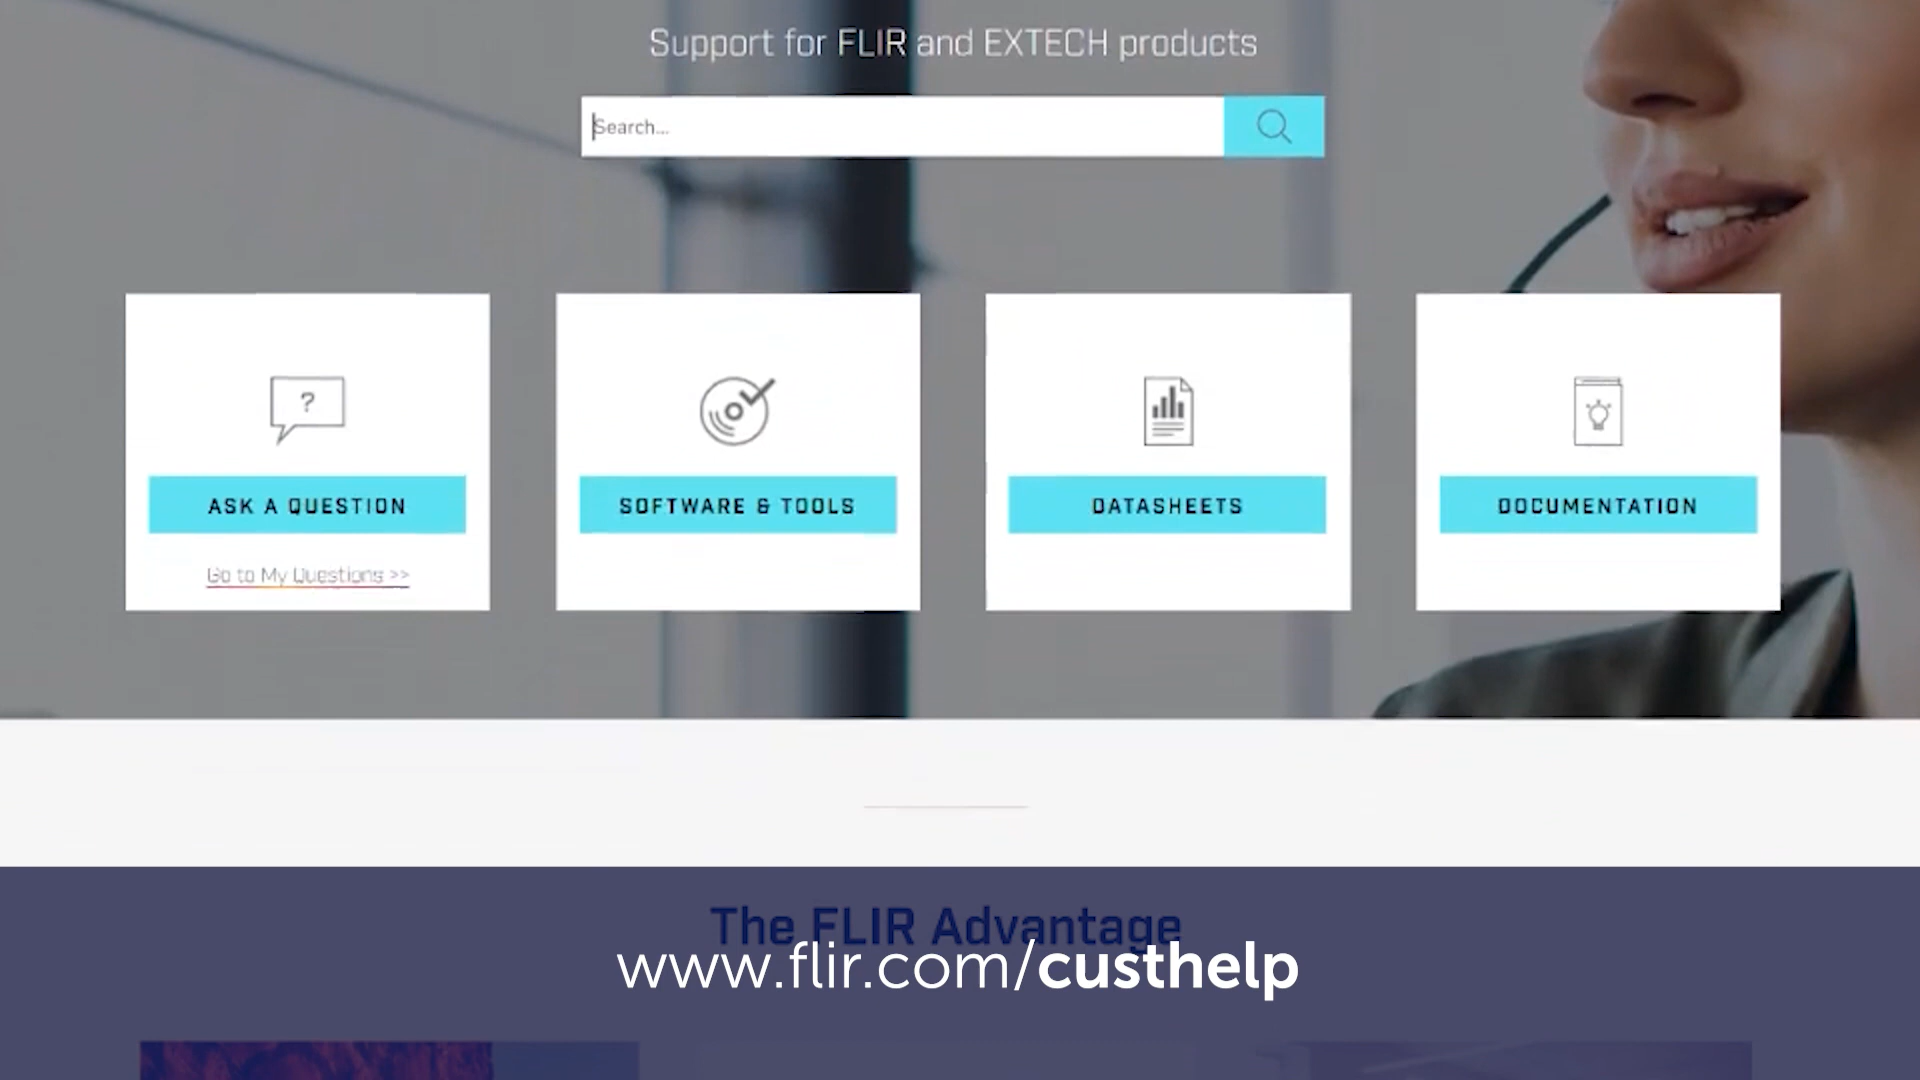 Support for FLIR and EXTECH products
Search...
?
ASK A QUESTION
Go to My Questions >>
SOFTWARE & TOOLS
DATASHEETS
DOCUMENTATION
The FLIR Advantage
www.flir.com/custhelp